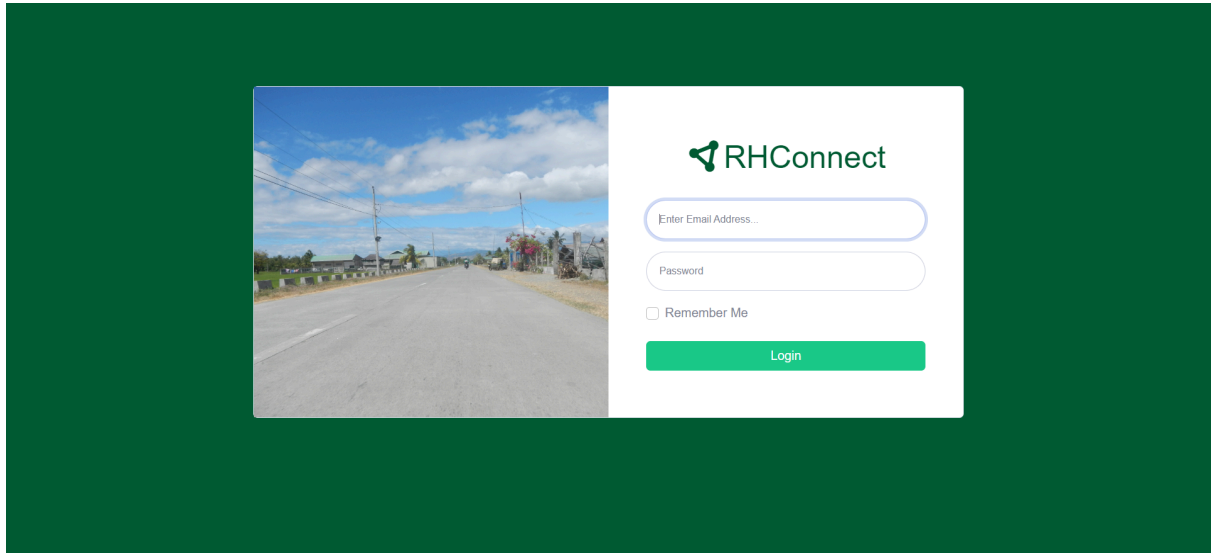 RHConnect
Enter Email Address...
Password
Remember Me
Login